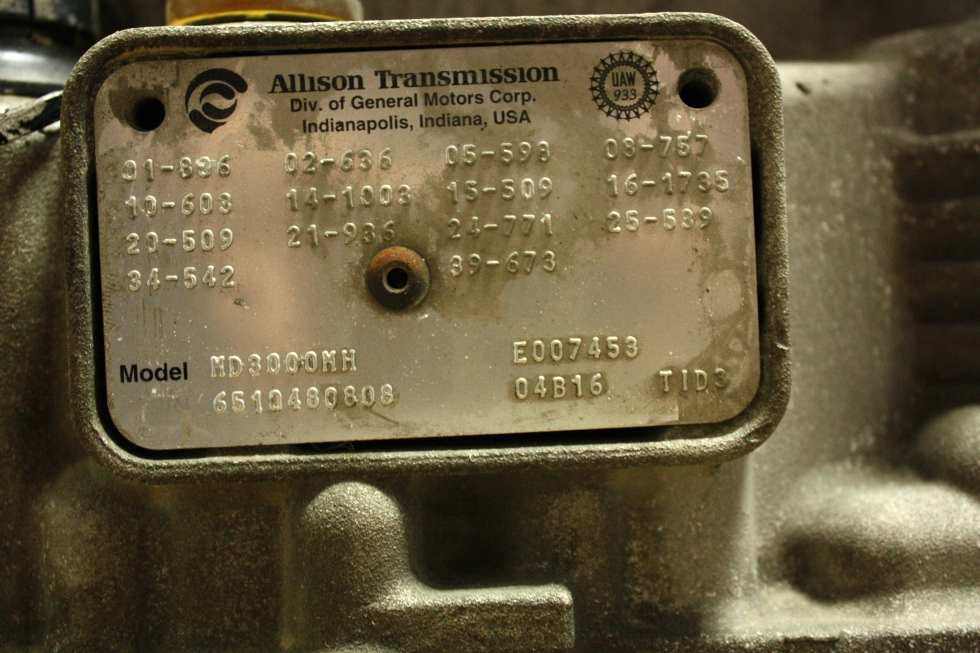 Allison Transmission
Div. of General Motors Corp.
Indianapolis, Indiana, USA
UAW
933
01-836 02-636 05-593 08-757
10-603 14-1003 15-509 16-1735
20-509 21-936 24-771 25-539
34-542 39-673
Model MD3000MH E007453
6510480808 04B16 TID3